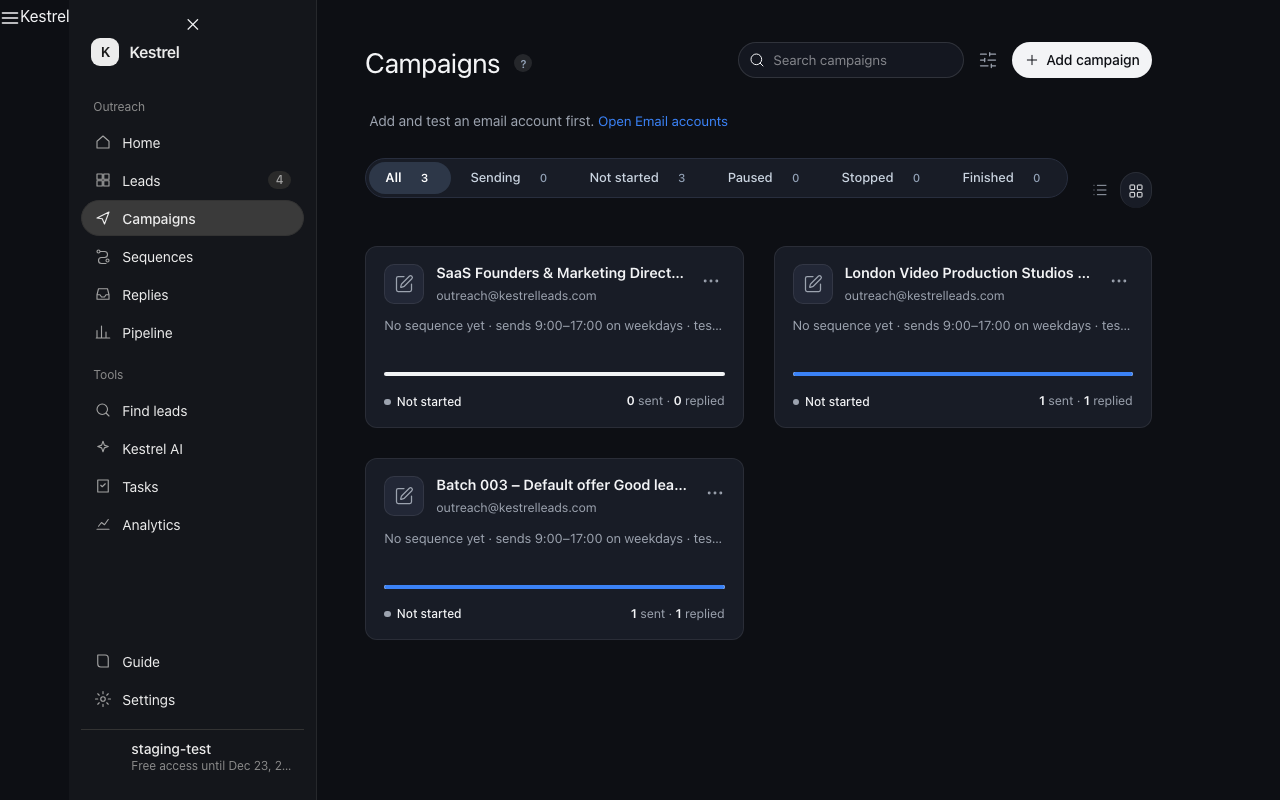 Kestrel
K Kestrel
Outreach
Home
Leads 4
Campaigns
Sequences
Replies
Pipeline
Tools
Find leads
Kestrel AI
Tasks
Analytics
Guide
Settings
staging-test
Free access until Dec 23, 2...
Campaigns ?
Search campaigns
Add campaign
Add and test an email account first. Open Email accounts
All 3 Sending 0 Not started 3 Paused 0 Stopped 0 Finished 0
SaaS Founders & Marketing Direct...
outreach@kestrelleads.com
No sequence yet · sends 9:00–17:00 on weekdays · tes...
Not started 0 sent · 0 replied
London Video Production Studios ...
outreach@kestrelleads.com
No sequence yet · sends 9:00–17:00 on weekdays · tes...
Not started 1 sent · 1 replied
Batch 003 – Default offer Good lea...
outreach@kestrelleads.com
No sequence yet · sends 9:00–17:00 on weekdays · tes...
Not started 1 sent · 1 replied